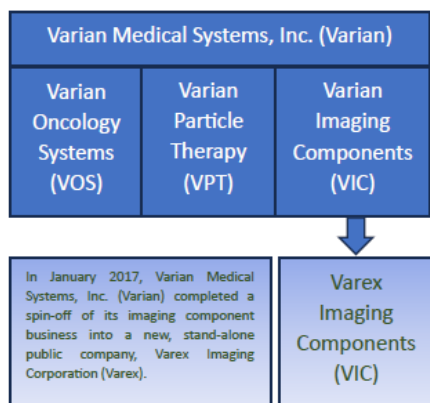 Varian Medical Systems, Inc. (Varian)
Varian
Oncology
Systems
(VOS)
Varian
Particle
Therapy
(VPT)
Varian
Imaging
Components
(VIC)
In January 2017, Varian Medical
Systems, Inc. (Varian) completed a
spin-off of its imaging component
business into a new, stand-alone
public company, Varex Imaging
Corporation (Varex).
Varex
Imaging
Components
(VIC)